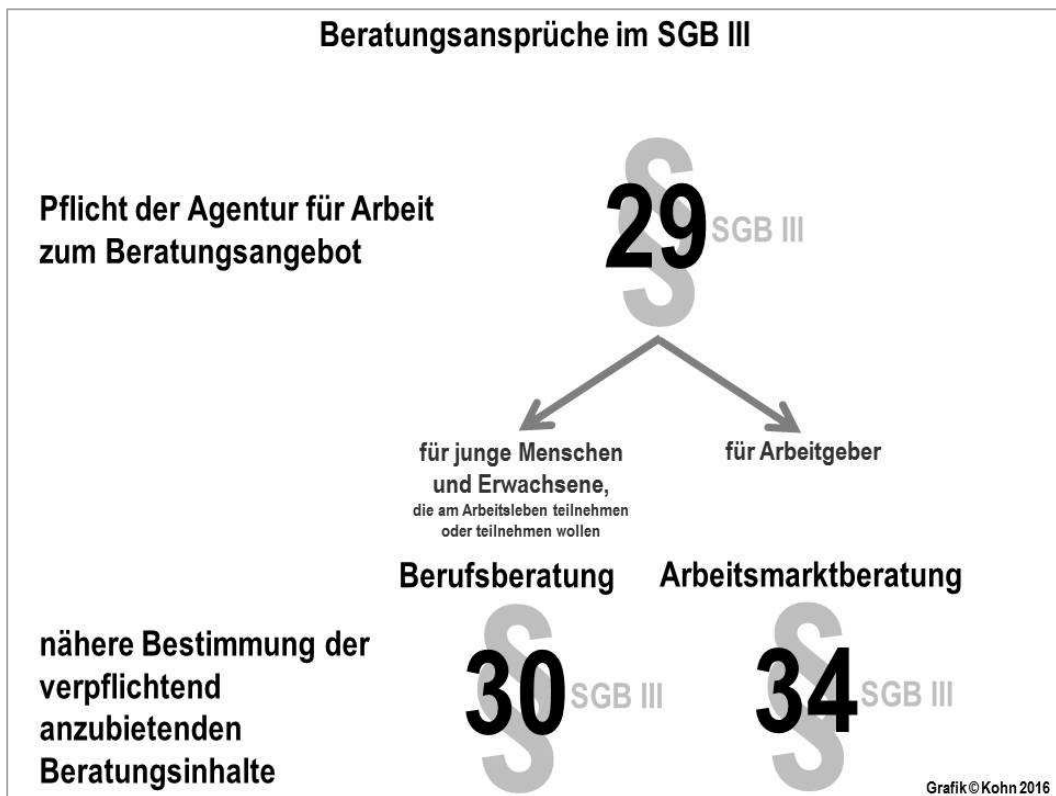 Beratungsansprüche im SGB III
Pflicht der Agentur für Arbeit
zum Beratungsangebot
§ 29 SGB III
für junge Menschen
und Erwachsene,
die am Arbeitsleben teilnehmen
oder teilnehmen wollen
für Arbeitgeber
Berufsberatung
Arbeitsmarktberatung
nähere Bestimmung der
verpflichtend
anzubietenden
Beratungsinhalte
§ 30 SGB III
§ 34 SGB III
Grafik © Kohn 2016